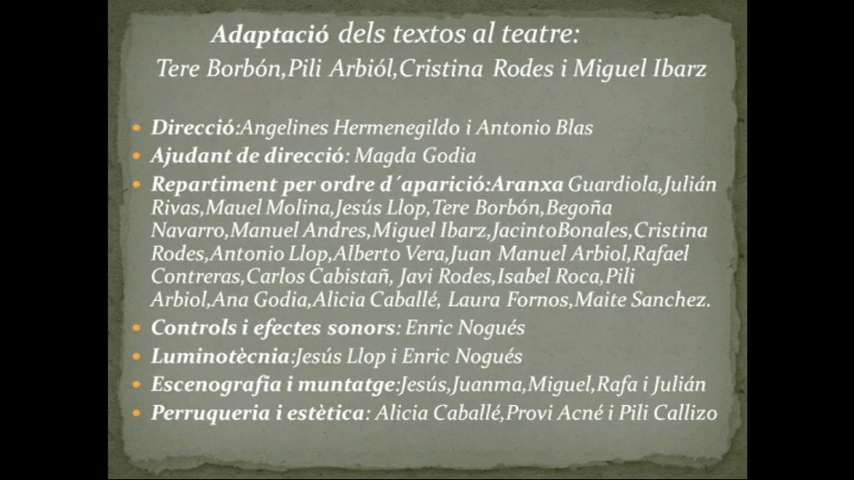 Adaptació dels textos al teatre:
Tere Borbón,Pili Arbiól,Cristina Rodes i Miguel Ibarz
• Direcció:Angelines Hermenegildo i Antonio Blas
• Ajudant de direcció: Magda Godia
• Repartiment per ordre d´aparició:Aranxa Guardiola,Julián
Rivas,Mauel Molina,Jesús Llop,Tere Borbón,Begoña
Navarro,Manuel Andres,Miguel Ibarz,JacintoBonales,Cristina
Rodes,Antonio Llop,Alberto Vera,Juan Manuel Arbiol,Rafael
Contreras,Carlos Cabistañ, Javi Rodes,Isabel Roca,Pili
Arbiol,Ana Godia,Alicia Caballé, Laura Fornos,Maite Sanchez.
• Controls i efectes sonors: Enric Nogués
• Luminotècnia:Jesús Llop i Enric Nogués
• Escenografia i muntatge:Jesús,Juanma,Miguel,Rafa i Julián
• Perruqueria i estètica: Alicia Caballé,Provi Acné i Pili Callizo